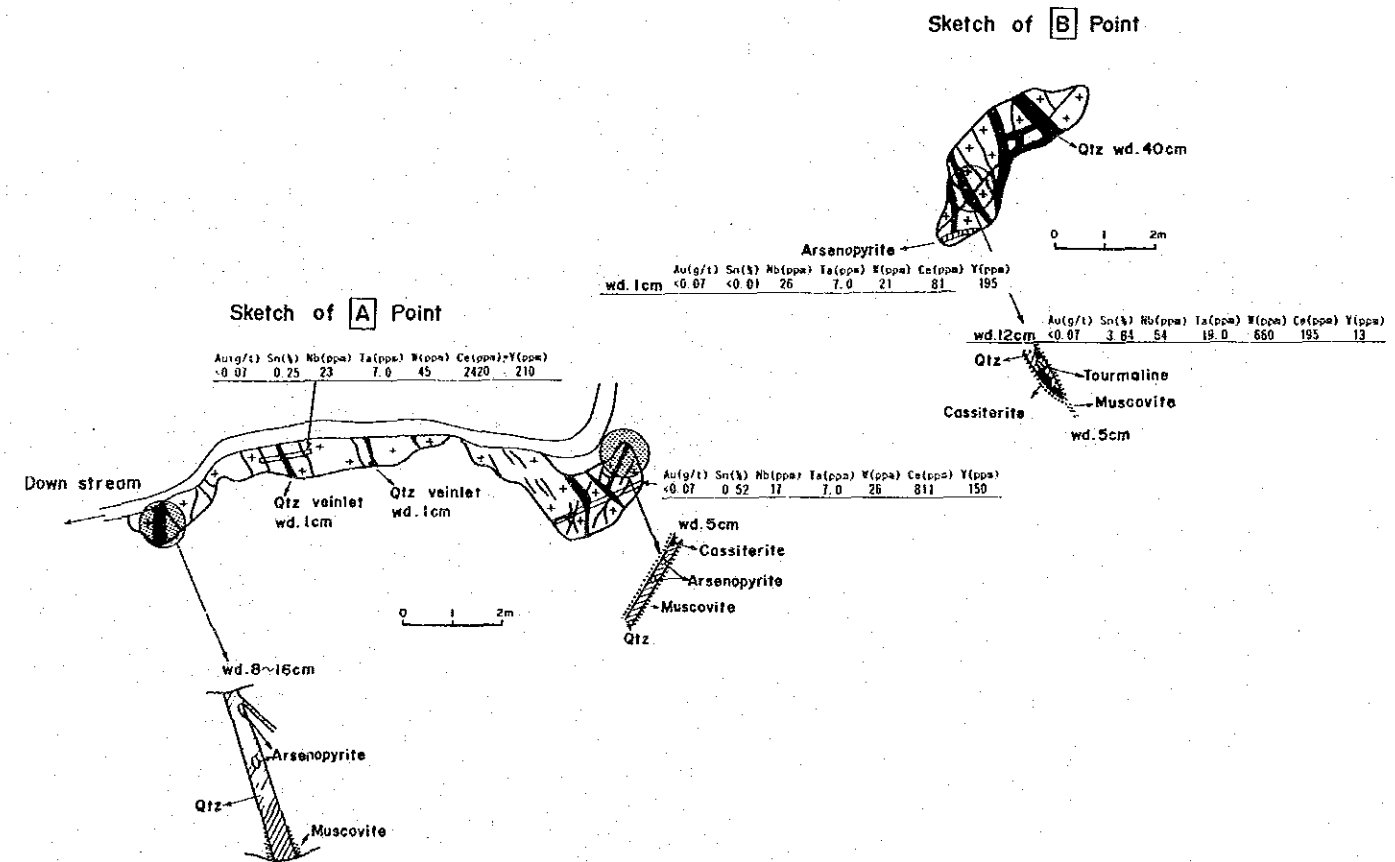 Sketch of B Point
Qtz wd. 40cm
Arsenopyrite
0 1 2m
Au(g/t) Sn(%) Nb(ppm) Ta(ppm) W(ppm) Ce(ppm) Y(ppm)
wd. 1cm <0.07 <0.01 26 7.0 21 81 195
Au(g/t) Sn(%) Nb(ppm) Ta(ppm) W(ppm) Ce(ppm) Y(ppm)
wd. 12cm <0.07 3.64 54 19.0 660 195 13
Qtz
Tourmaline
Cassiterite
Muscovite
wd. 5cm
Sketch of A Point
Au(g/t) Sn(%) Nb(ppm) Ta(ppm) W(ppm) Ce(ppm) Y(ppm)
<0.07 0.25 23 7.0 45 2420 210
Down stream
Qtz veinlet
wd. 1cm
Qtz veinlet
wd. 1cm
Au(g/t) Sn(%) Nb(ppm) Ta(ppm) W(ppm) Ce(ppm) Y(ppm)
<0.07 0.52 17 7.0 26 811 150
wd. 5cm
Cassiterite
Arsenopyrite
Muscovite
Qtz
0 1 2m
wd. 8~16cm
Arsenopyrite
Qtz
Muscovite